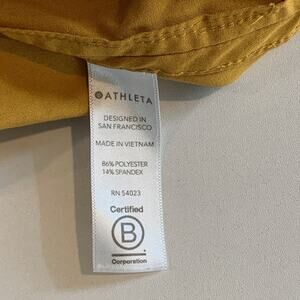 ATHLETA
DESIGNED IN
SAN FRANCISCO
MADE IN VIETNAM
86% POLYESTER
14% SPANDEX
RN 54023
Certified
B
Corporation